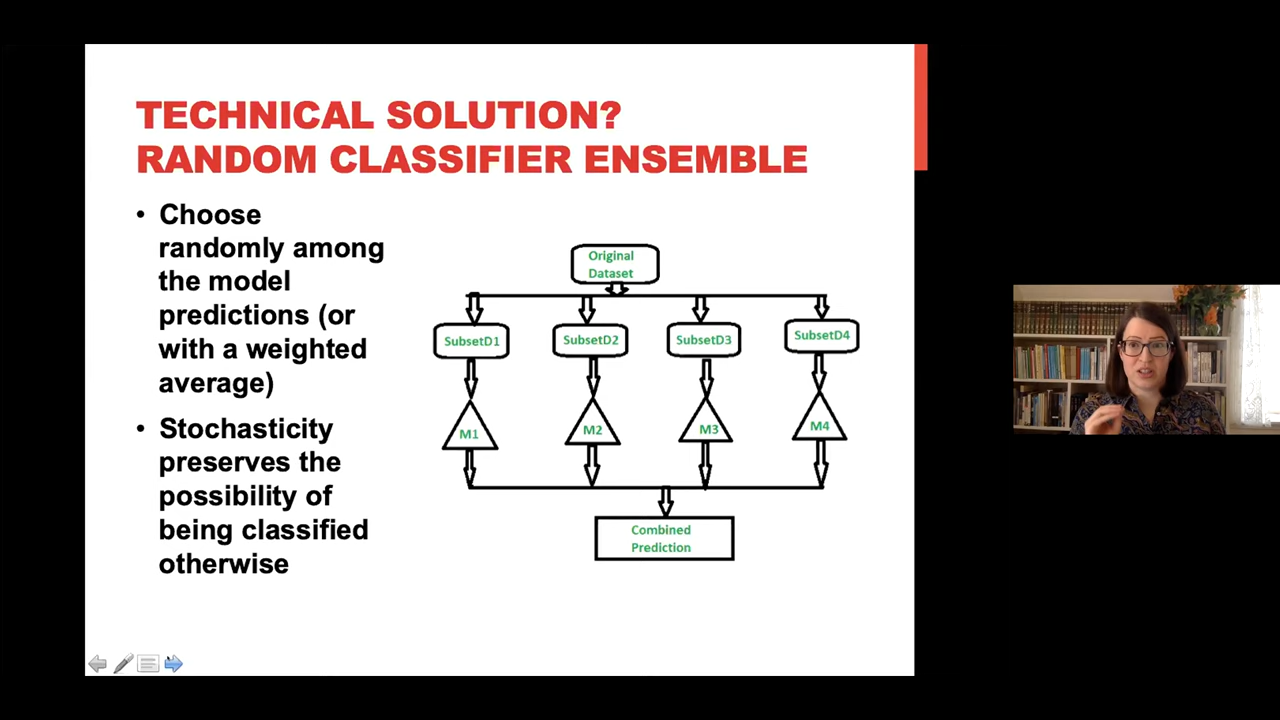 TECHNICAL SOLUTION?
RANDOM CLASSIFIER ENSEMBLE
• Choose
randomly among
the model
predictions (or
with a weighted
average)
• Stochasticity
preserves the
possibility of
being classified
otherwise
Original
Dataset
SubsetD1
SubsetD2
SubsetD3
SubsetD4
M1
M2
M3
M4
Combined
Prediction